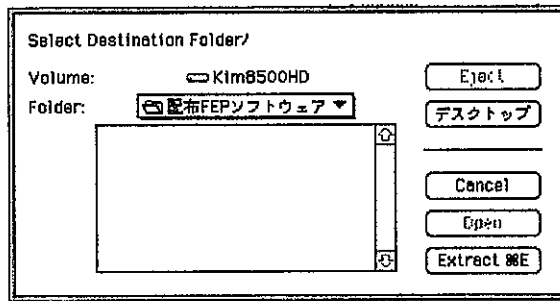 Select Destination Folder/
Volume: Kim8500HD
Folder: 配布FEPソフトウェア
Eject
デスクトップ
Cancel
Open
Extract ⌘E